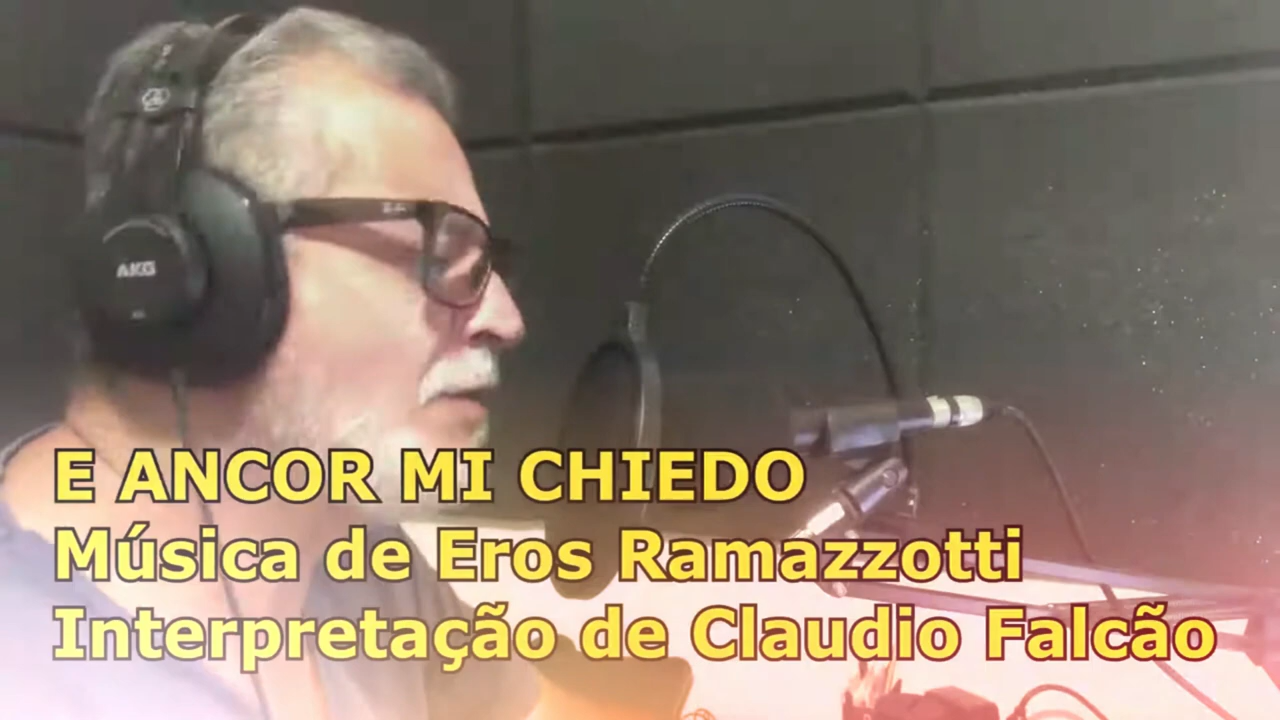 AKG
E ANCOR MI CHIEDO
Música de Eros Ramazzotti
Interpretação de Claudio Falcão